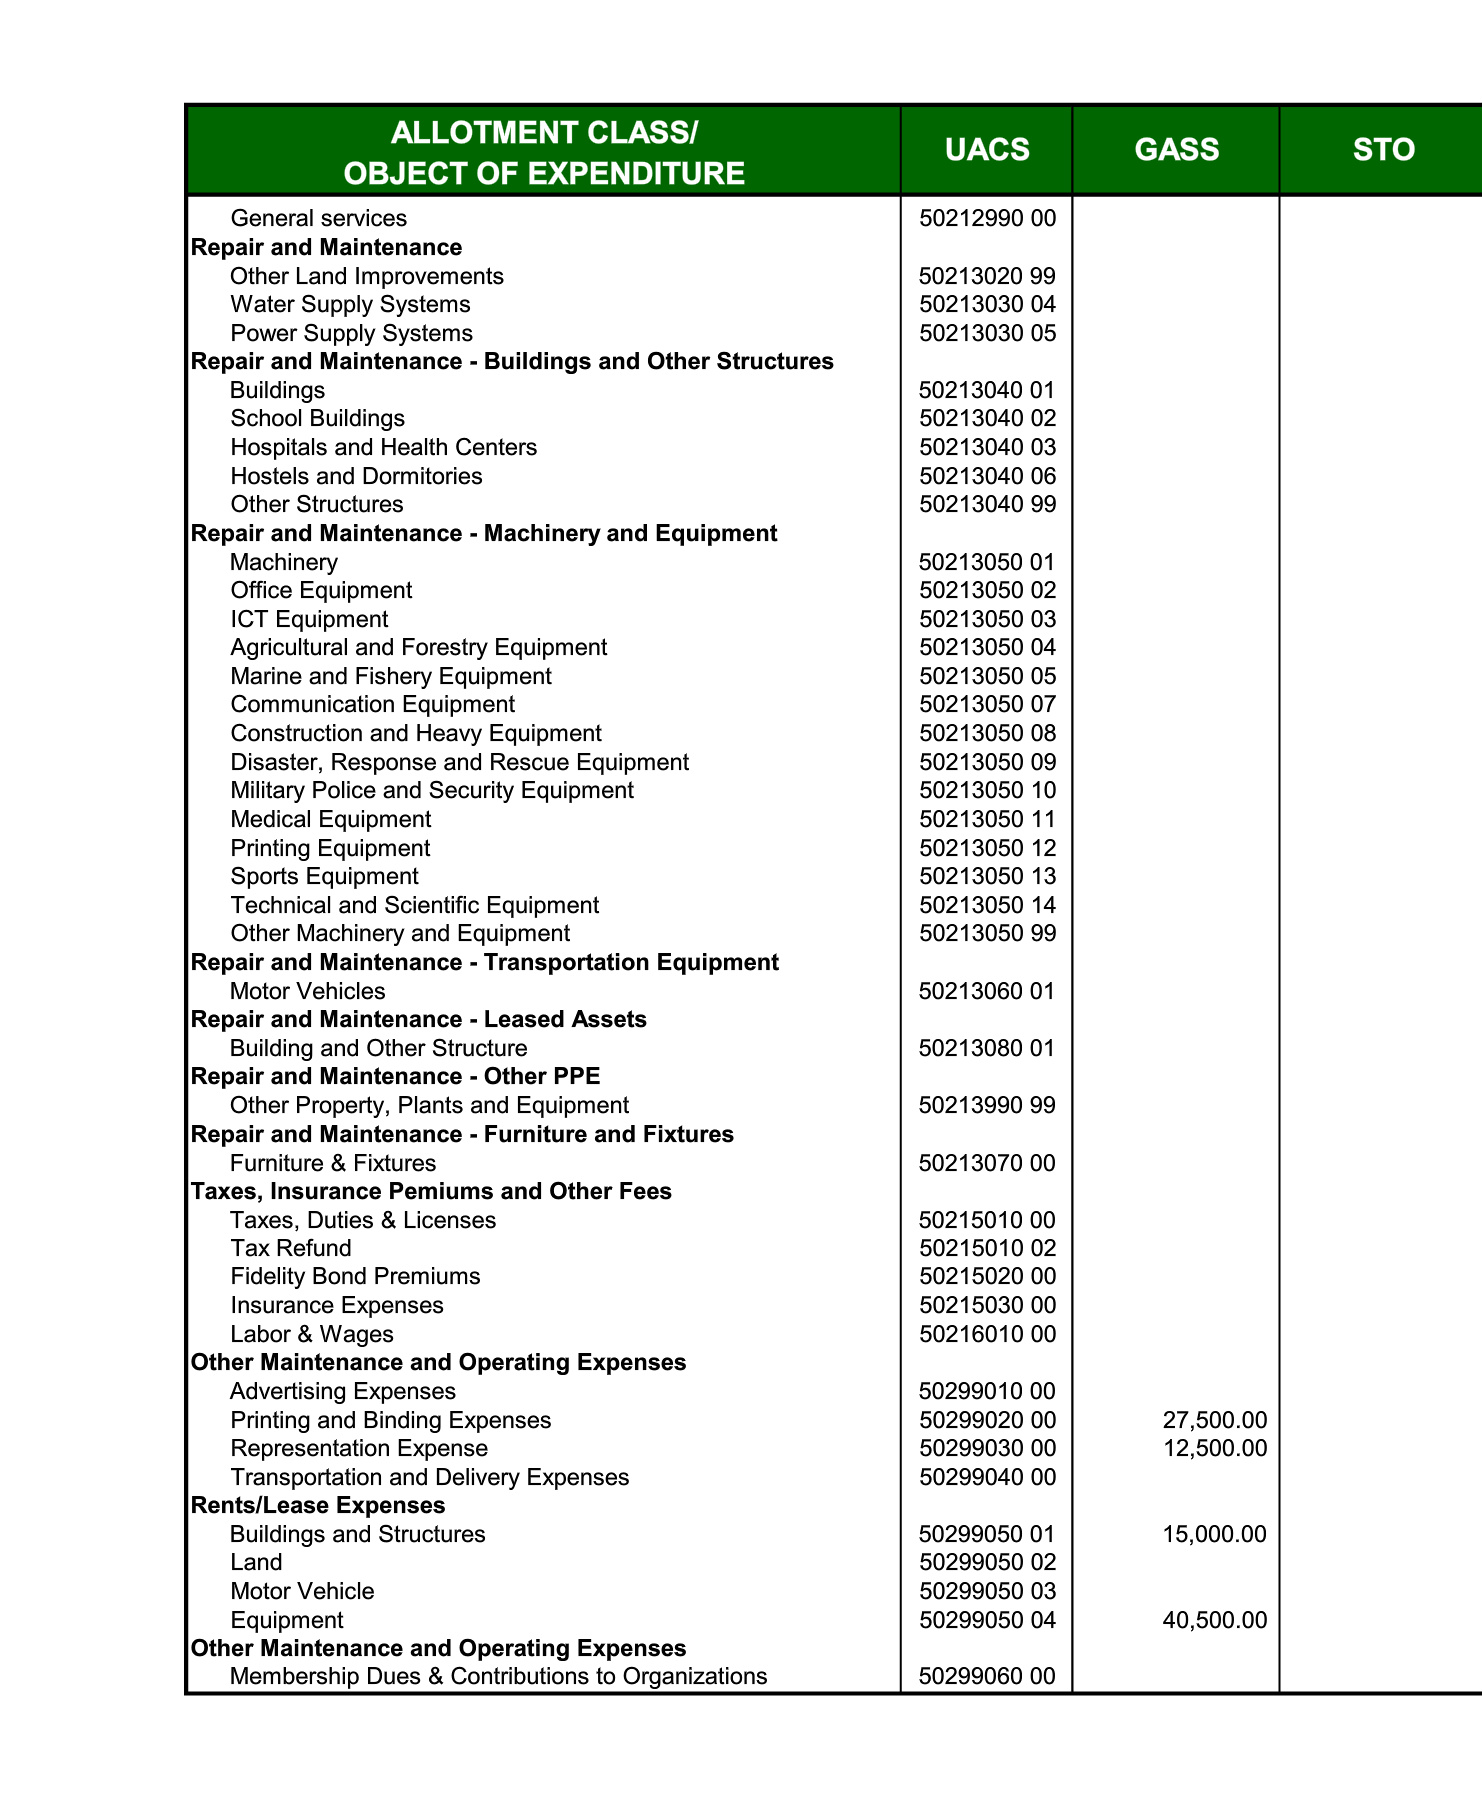 ALLOTMENT CLASS/
OBJECT OF EXPENDITURE UACS GASS STO
General services 50212990 00
Repair and Maintenance
Other Land Improvements 50213020 99
Water Supply Systems 50213030 04
Power Supply Systems 50213030 05
Repair and Maintenance - Buildings and Other Structures
Buildings 50213040 01
School Buildings 50213040 02
Hospitals and Health Centers 50213040 03
Hostels and Dormitories 50213040 06
Other Structures 50213040 99
Repair and Maintenance - Machinery and Equipment
Machinery 50213050 01
Office Equipment 50213050 02
ICT Equipment 50213050 03
Agricultural and Forestry Equipment 50213050 04
Marine and Fishery Equipment 50213050 05
Communication Equipment 50213050 07
Construction and Heavy Equipment 50213050 08
Disaster, Response and Rescue Equipment 50213050 09
Military Police and Security Equipment 50213050 10
Medical Equipment 50213050 11
Printing Equipment 50213050 12
Sports Equipment 50213050 13
Technical and Scientific Equipment 50213050 14
Other Machinery and Equipment 50213050 99
Repair and Maintenance - Transportation Equipment
Motor Vehicles 50213060 01
Repair and Maintenance - Leased Assets
Building and Other Structure 50213080 01
Repair and Maintenance - Other PPE
Other Property, Plants and Equipment 50213990 99
Repair and Maintenance - Furniture and Fixtures
Furniture & Fixtures 50213070 00
Taxes, Insurance Pemiums and Other Fees
Taxes, Duties & Licenses 50215010 00
Tax Refund 50215010 02
Fidelity Bond Premiums 50215020 00
Insurance Expenses 50215030 00
Labor & Wages 50216010 00
Other Maintenance and Operating Expenses
Advertising Expenses 50299010 00
Printing and Binding Expenses 50299020 00 27,500.00
Representation Expense 50299030 00 12,500.00
Transportation and Delivery Expenses 50299040 00
Rents/Lease Expenses
Buildings and Structures 50299050 01 15,000.00
Land 50299050 02
Motor Vehicle 50299050 03
Equipment 50299050 04 40,500.00
Other Maintenance and Operating Expenses
Membership Dues & Contributions to Organizations 50299060 00